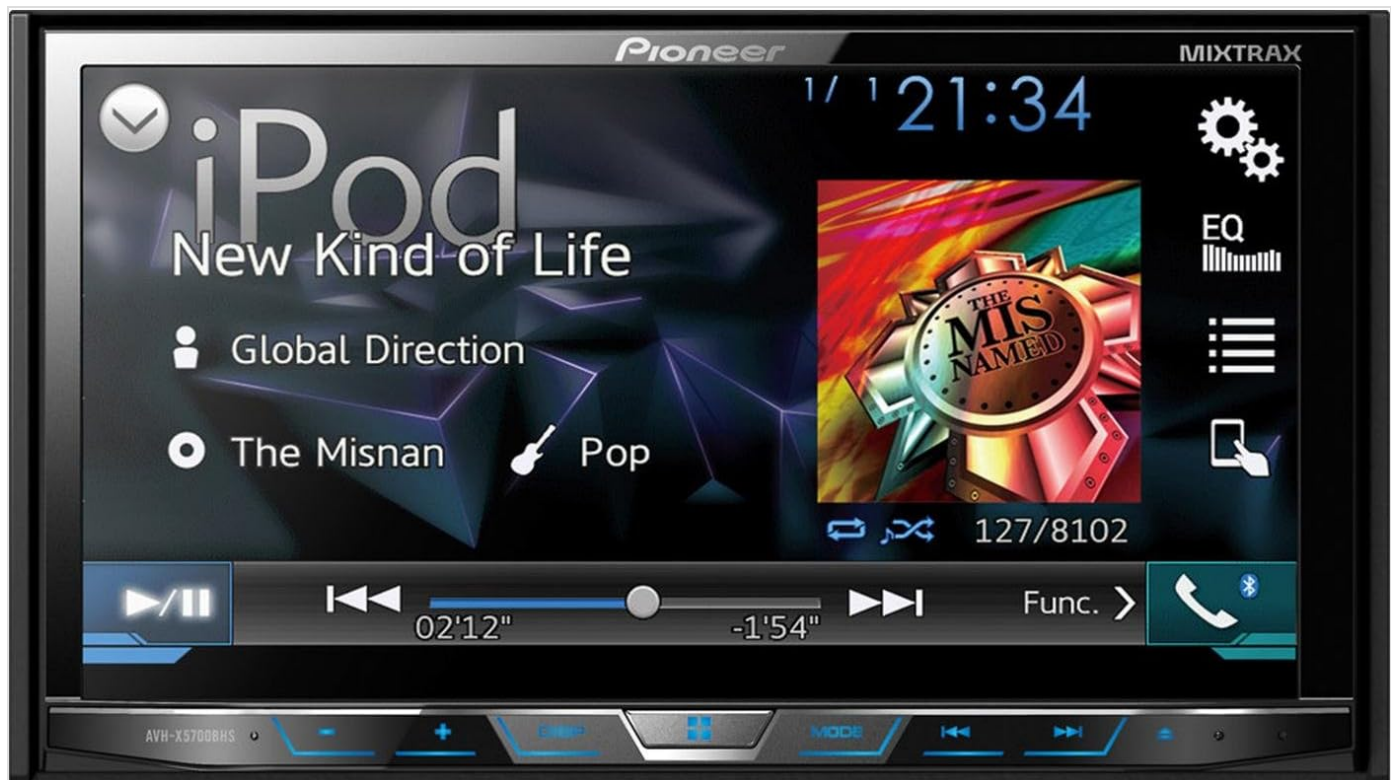 Pioneer
MIXTRAX
iPod
1/ 1 21:34
New Kind of Life
EQ
Global Direction
THE
MIS
NAMED
The Misnan
Pop
127/8102
Func.
02'12"
-1'54"
AVH-X5700BHS
- + DISP MODE